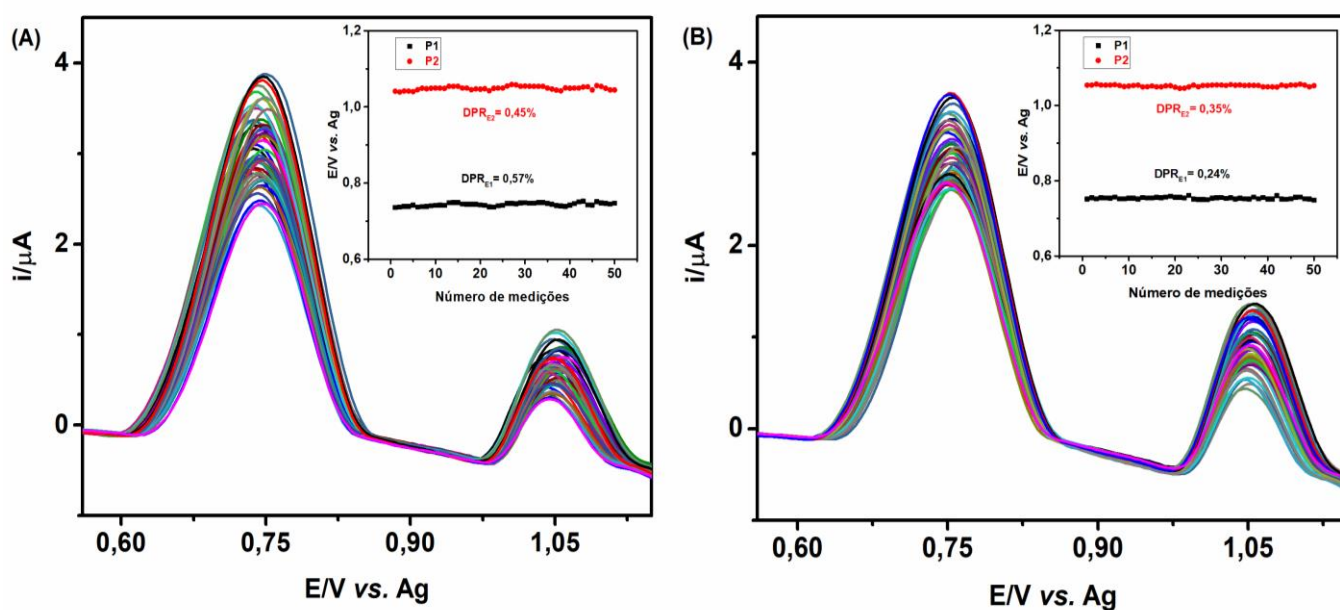 (A)
i/µA
4
2
0
0,60 0,75 0,90 1,05
E/V vs. Ag
1,2
1,0
0,8
0,6
E/V vs. Ag
P1
P2
DPR_E2= 0,45%
DPR_E1= 0,57%
0 10 20 30 40 50
Número de medições
(B)
i/µA
4
2
0
0,60 0,75 0,90 1,05
E/V vs. Ag
1,2
1,0
0,8
0,6
E/V vs. Ag
P1
P2
DPR_E2= 0,35%
DPR_E1= 0,24%
0 10 20 30 40 50
Número de medições